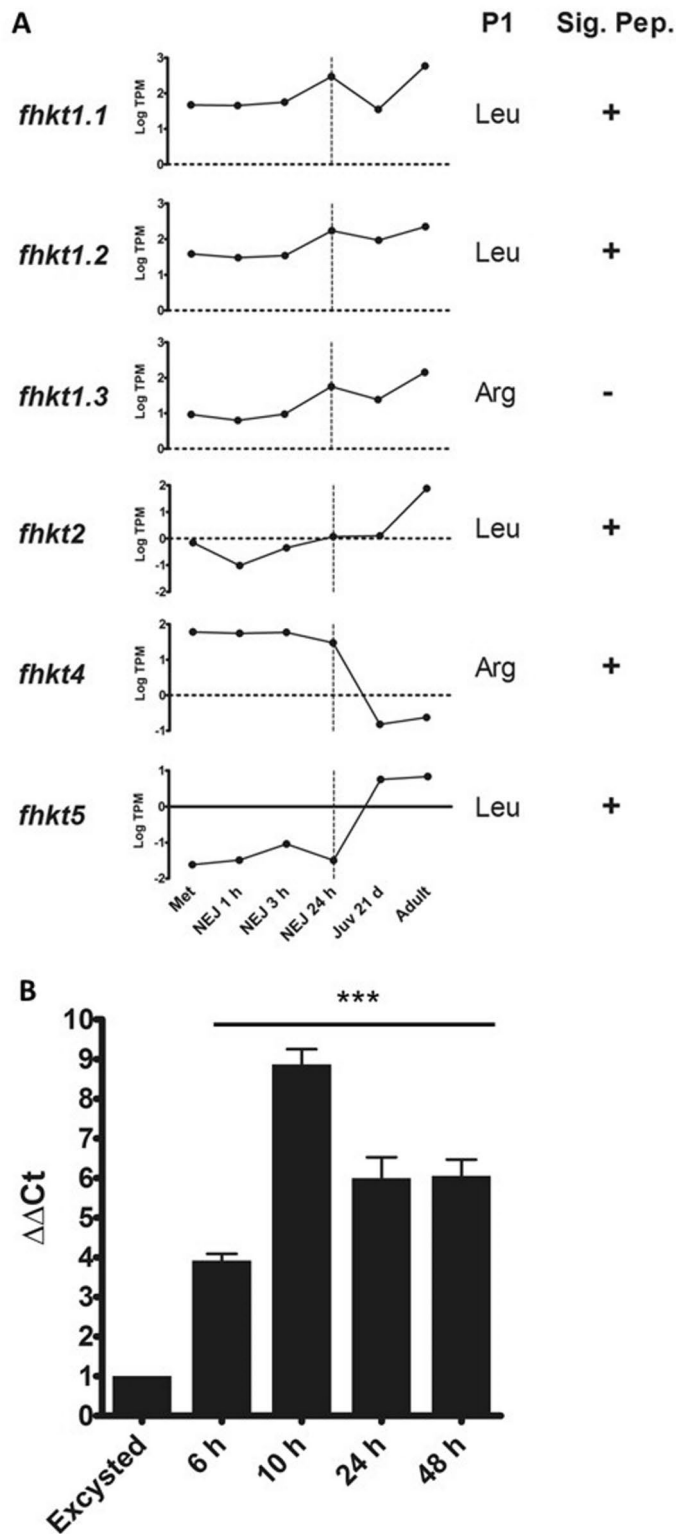 A P1 Sig. Pep.
fhkt1.1 Log TPM 3 2 1 0 Leu +
fhkt1.2 Log TPM 3 2 1 0 Leu +
fhkt1.3 Log TPM 3 2 1 0 Arg -
fhkt2 Log TPM 2 1 0 -1 -2 Leu +
fhkt4 Log TPM 2 1 0 -1 Arg +
fhkt5 Log TPM 1 0 -1 -2 Leu +
Met NEJ 1 h NEJ 3 h NEJ 24 h Juv 21 d Adult
B
***
ΔΔCt
10
9
8
7
6
5
4
3
2
1
0
Excysted 6 h 10 h 24 h 48 h